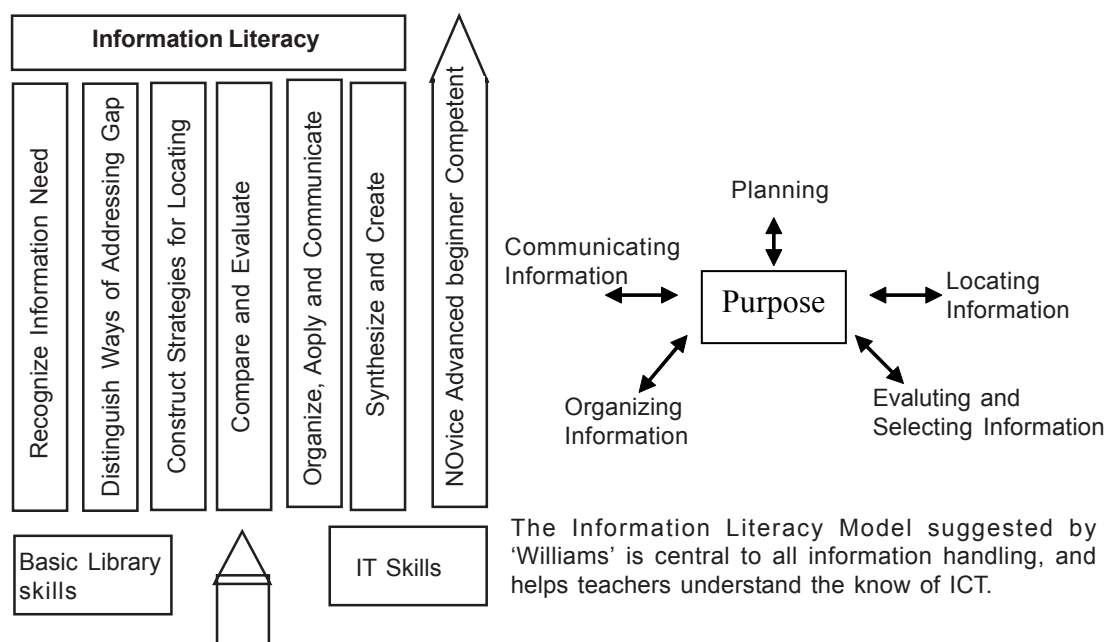 Information Literacy
Recognize Information Need
Distinguish Ways of Addressing Gap
Construct Strategies for Locating
Compare and Evaluate
Organize, Aoply and Communicate
Synthesize and Create
NOvice Advanced beginner Competent
Basic Library
skills
IT Skills
Planning
Communicating
Information
Purpose
Locating
Information
Organizing
Information
Evaluting and
Selecting Information
The Information Literacy Model suggested by
‘Williams’ is central to all information handling, and
helps teachers understand the know of ICT.